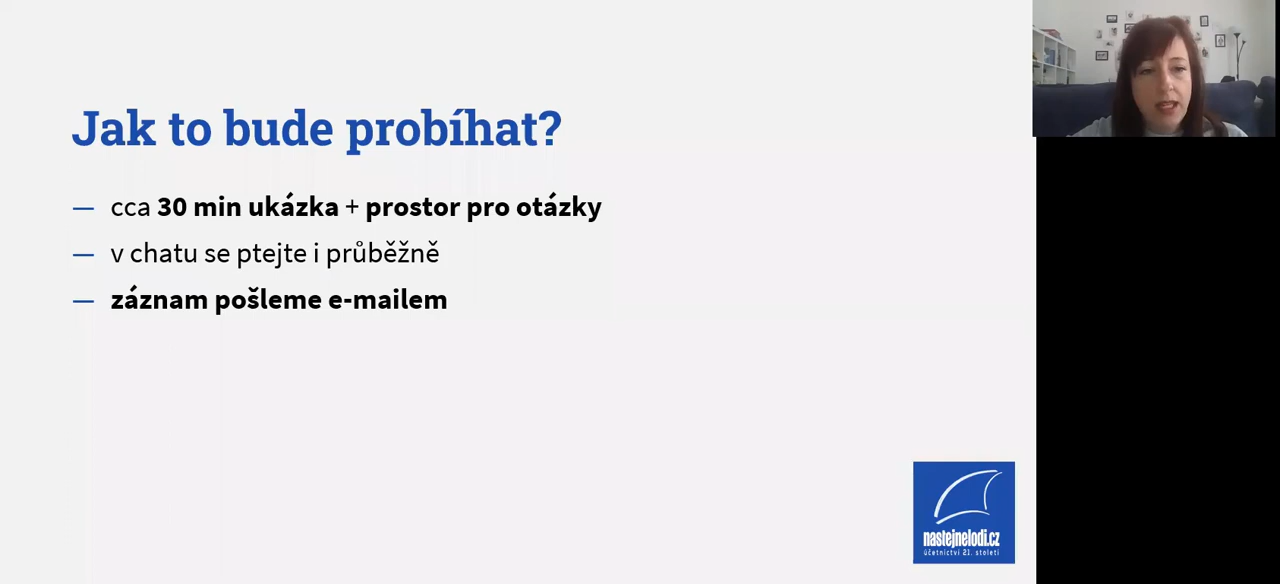 Jak to bude probíhat?
— cca 30 min ukázka + prostor pro otázky
— v chatu se ptejte i průběžně
— záznam pošleme e-mailem
nastejnelodi.cz
účetnictví 21. století